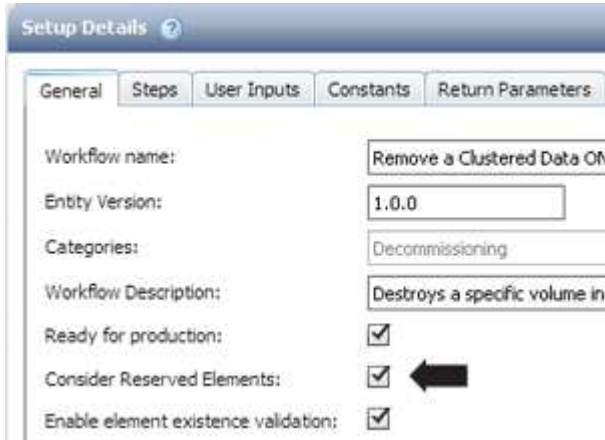 Setup Details
General Steps User Inputs Constants Return Parameters
Workflow name: Remove a Clustered Data ON
Entity Version: 1.0.0
Categories: Decommissioning
Workflow Description: Destroys a specific volume in
Ready for production:
Consider Reserved Elements:
Enable element existence validation: